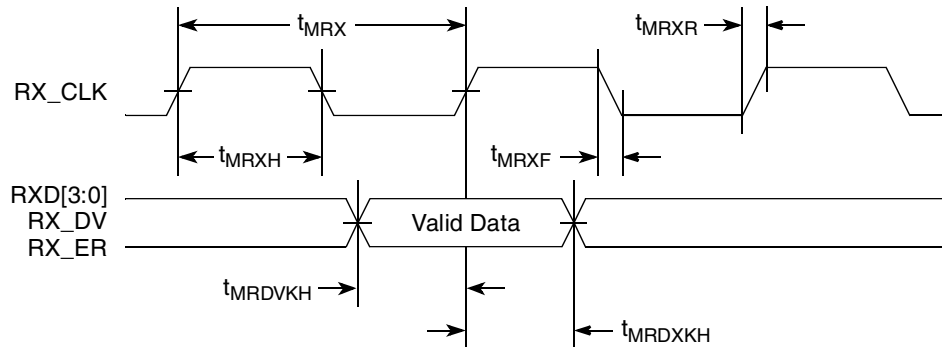 tMRX
tMRXR
RX_CLK
tMRXH
tMRXF
RXD[3:0]
RX_DV
RX_ER
Valid Data
tMRDVKH
tMRDXKH